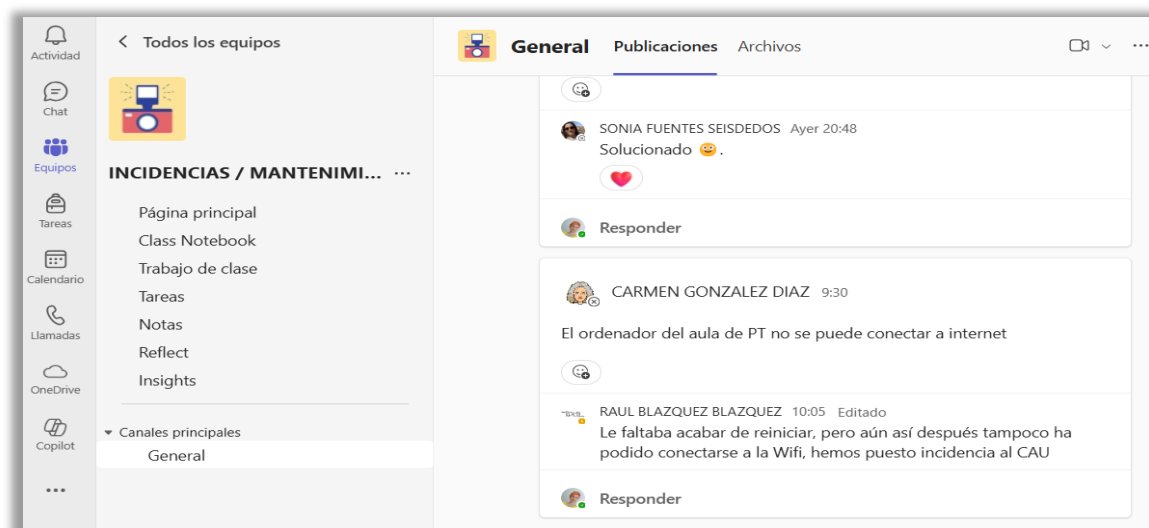 Actividad
Chat
Equipos
Tareas
Calendario
Llamadas
OneDrive
Copilot
Todos los equipos
INCIDENCIAS / MANTENIMI...
Página principal
Class Notebook
Trabajo de clase
Tareas
Notas
Reflect
Insights
Canales principales
General
General Publicaciones Archivos
SONIA FUENTES SEISDEDOS Ayer 20:48
Solucionado 😀.
Responder
CARMEN GONZALEZ DIAZ 9:30
El ordenador del aula de PT no se puede conectar a internet
RAUL BLAZQUEZ BLAZQUEZ 10:05 Editado
Le faltaba acabar de reiniciar, pero aún así después tampoco ha
podido conectarse a la Wifi, hemos puesto incidencia al CAU
Responder